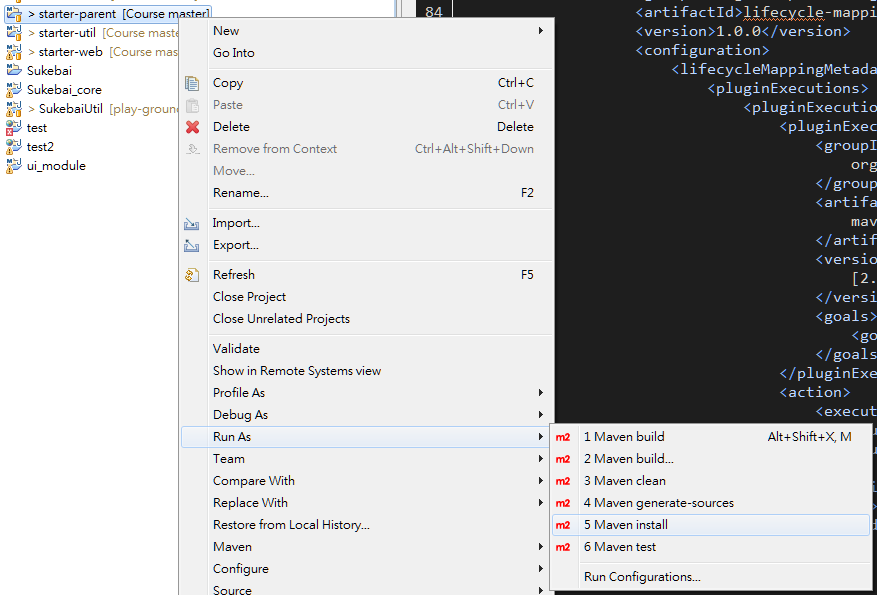 > starter-parent [Course master]
> starter-util [Course maste
> starter-web [Course mas
Sukebai
Sukebai_core
> SukebaiUtil [play-groun
test
test2
ui_module
New
Go Into
Copy Ctrl+C
Paste Ctrl+V
Delete Delete
Remove from Context Ctrl+Alt+Shift+Down
Move...
Rename... F2
Import...
Export...
Refresh F5
Close Project
Close Unrelated Projects
Validate
Show in Remote Systems view
Profile As
Debug As
Run As
Team
Compare With
Replace With
Restore from Local History...
Maven
Configure
Source
m2 1 Maven build Alt+Shift+X, M
m2 2 Maven build...
m2 3 Maven clean
m2 4 Maven generate-sources
m2 5 Maven install
m2 6 Maven test
Run Configurations...
84
<artifactId>lifecycle-mappi
<version>1.0.0</version>
<configuration>
<lifecycleMappingMetada
<pluginExecutions>
<pluginExecutio
<pluginExec
<groupI
org
</group
<artifa
mav
</artif
<versio
[2.
</versi
<goals>
<go
</goals
</pluginExe
<action>
<execut